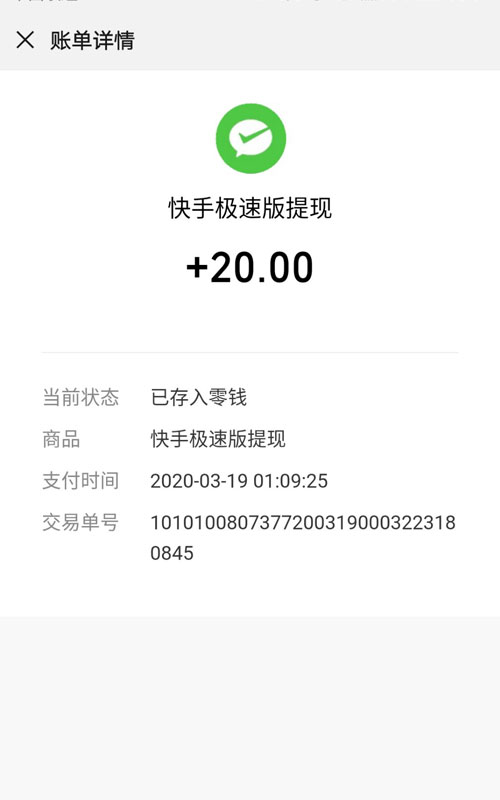 账单详情
快手极速版提现
+20.00
当前状态 已存入零钱
商品 快手极速版提现
支付时间 2020-03-19 01:09:25
交易单号 1010100807377200319000322318
0845